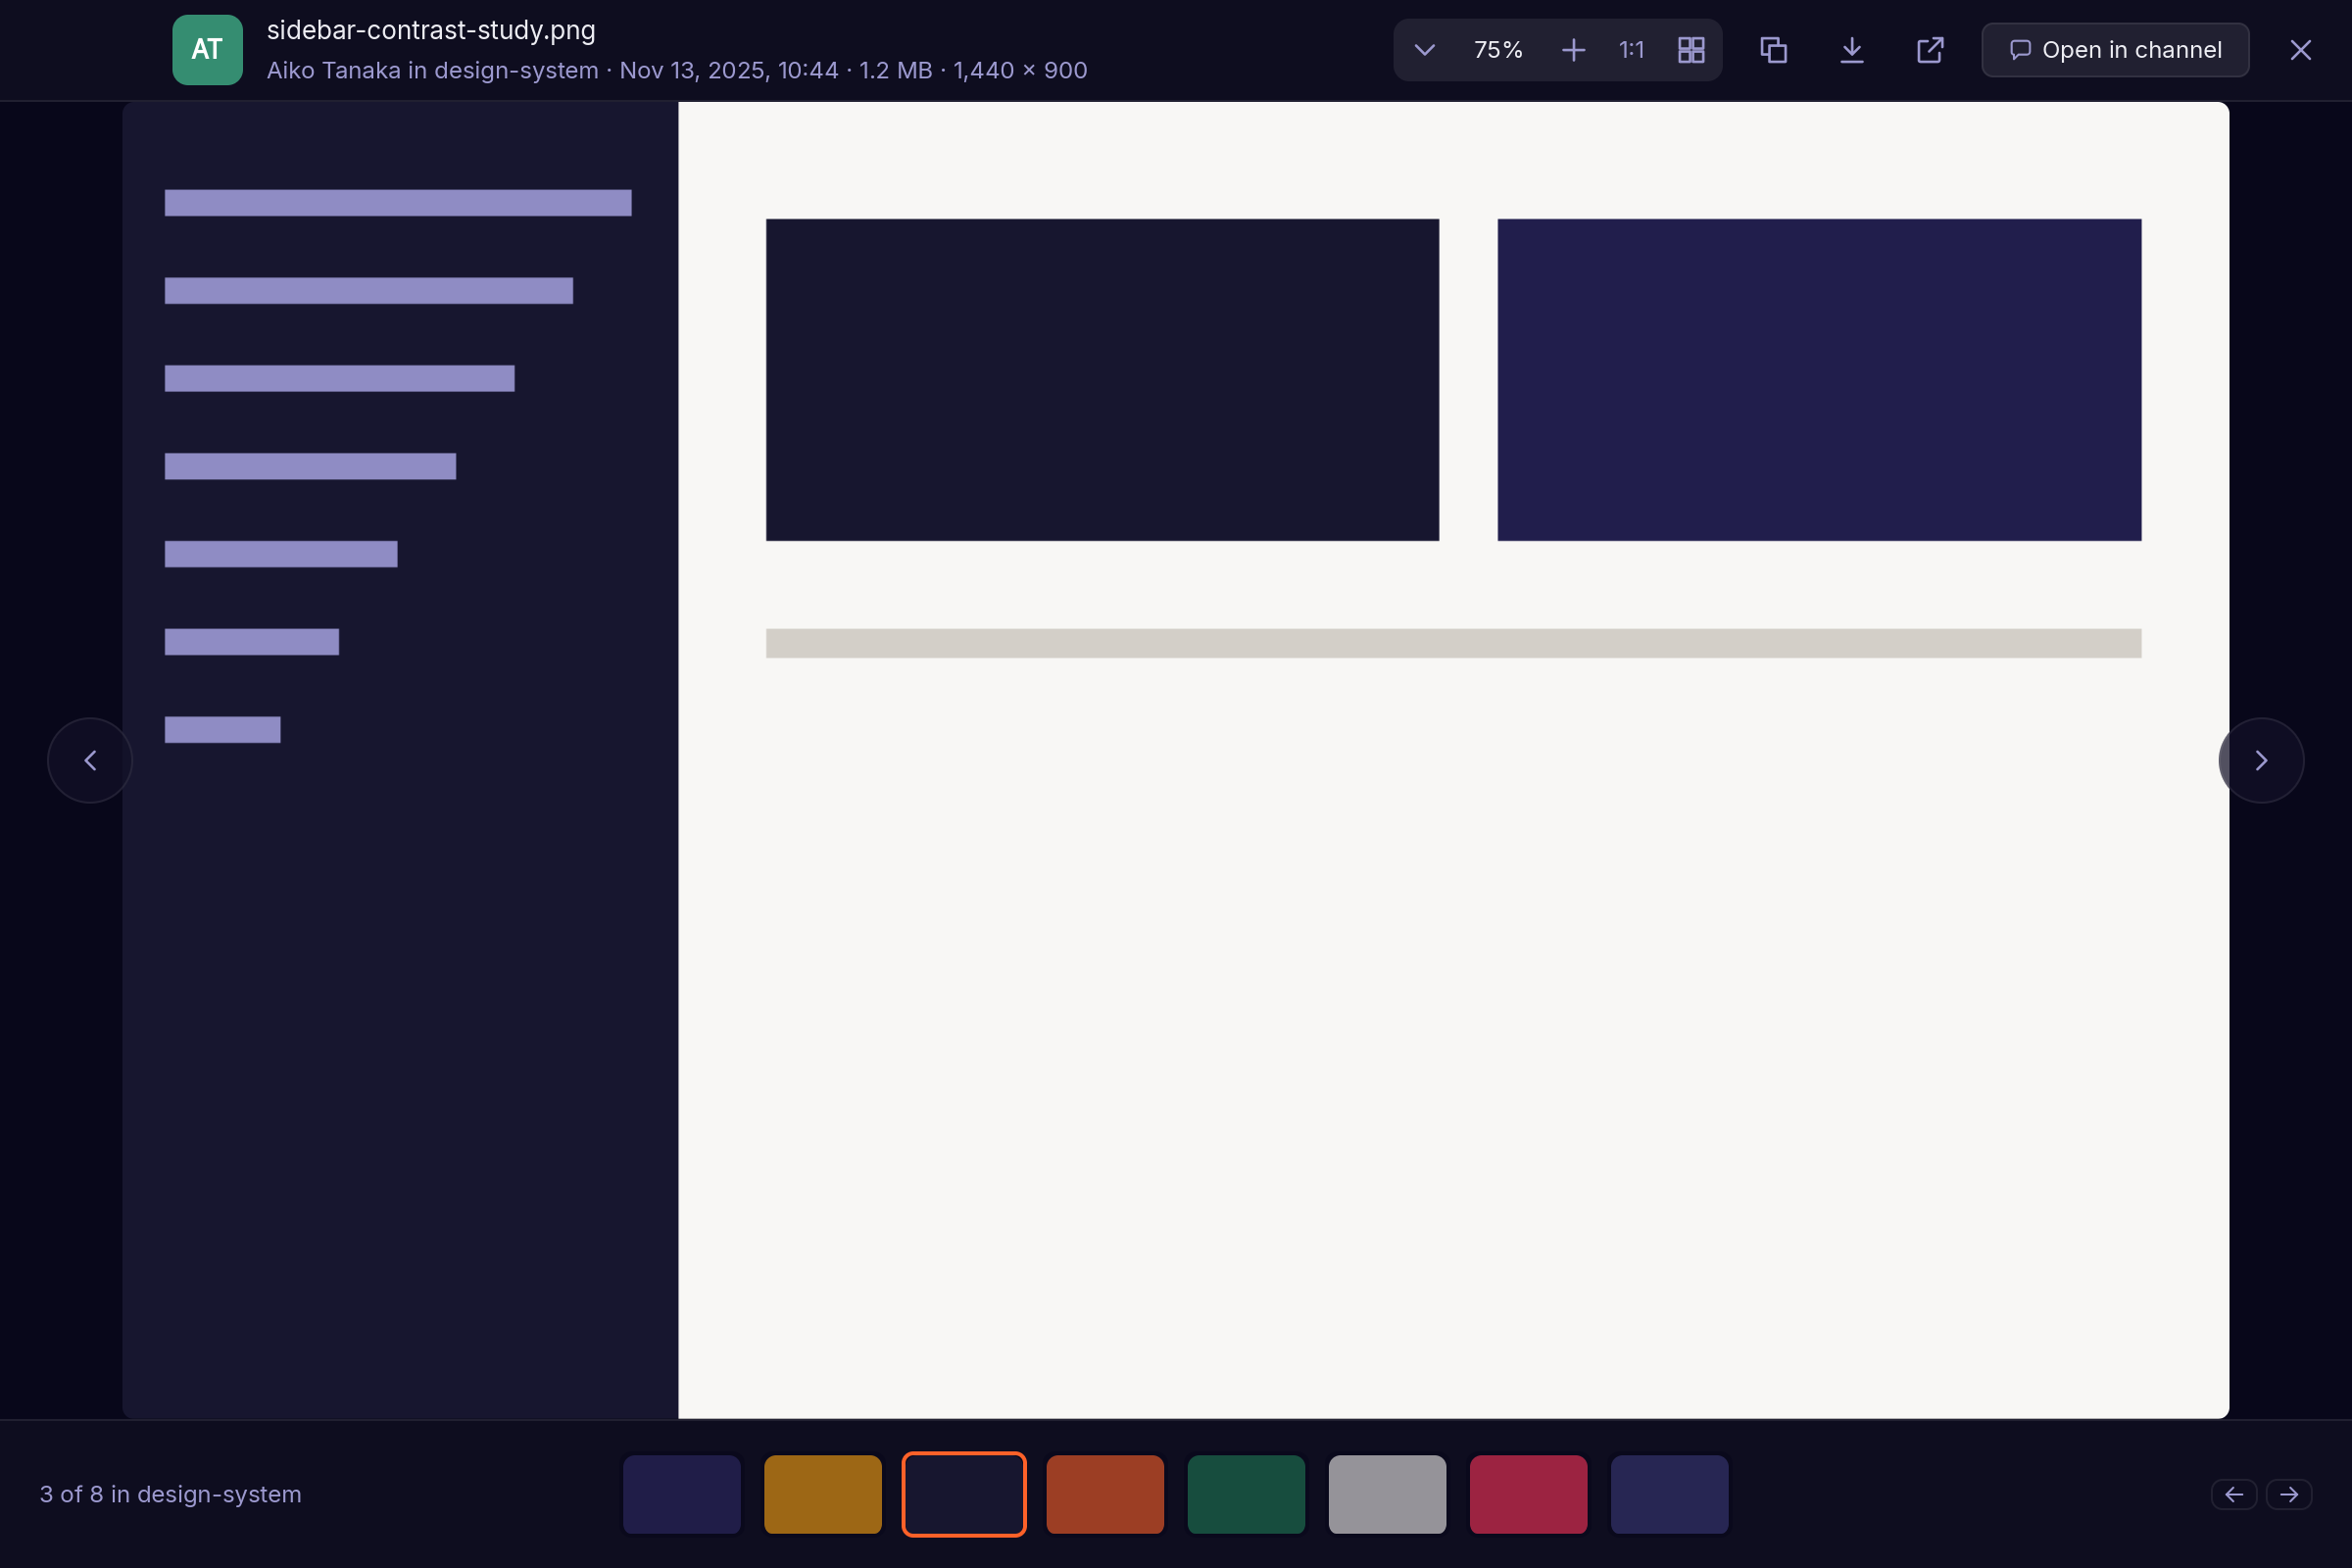 AT
sidebar-contrast-study.png
Aiko Tanaka in design-system · Nov 13, 2025, 10:44 · 1.2 MB · 1,440 × 900
75%
1:1
Open in channel
3 of 8 in design-system